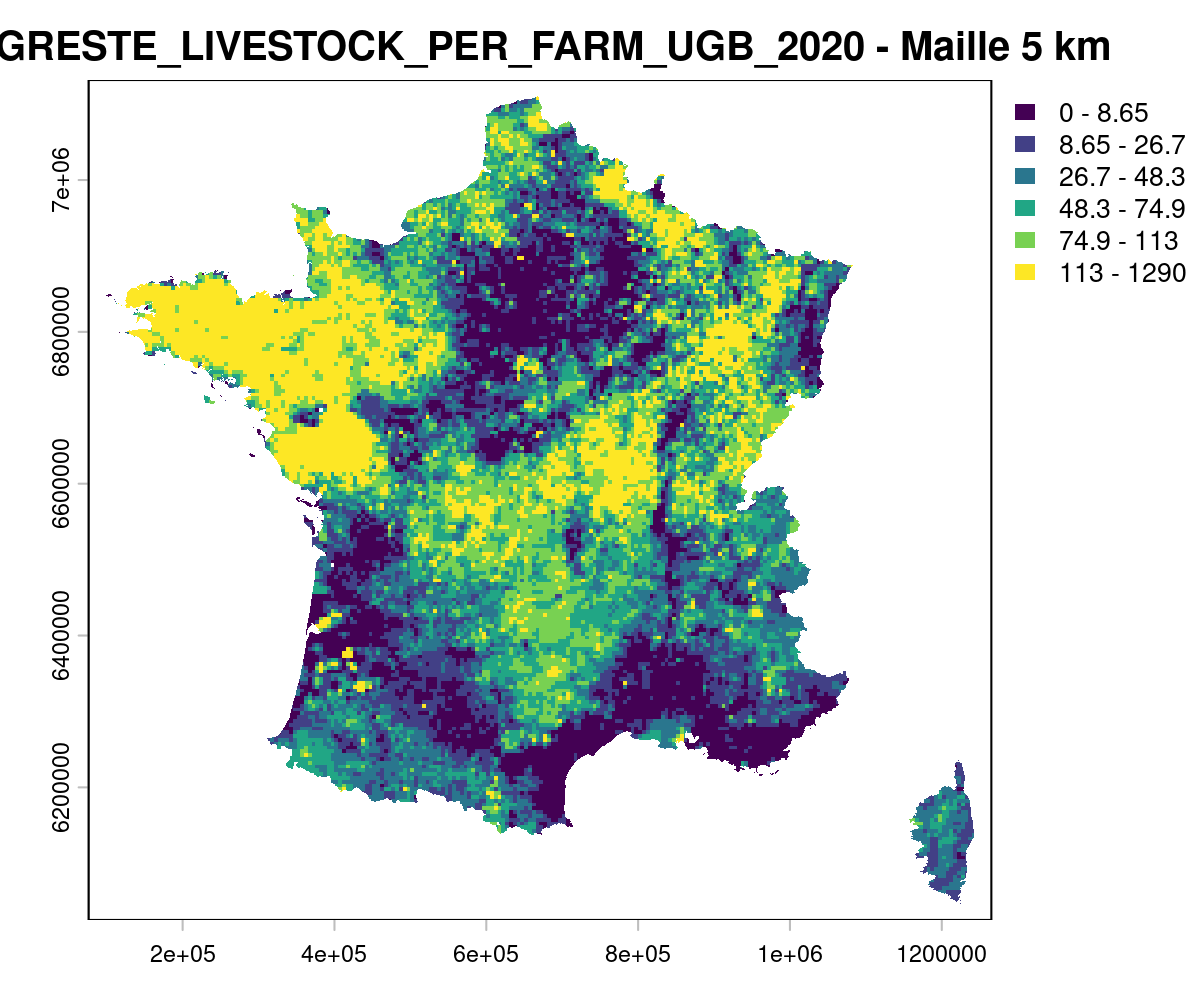 GRESTE_LIVESTOCK_PER_FARM_UGB_2020 - Maille 5 km
0 - 8.65
8.65 - 26.7
26.7 - 48.3
48.3 - 74.9
74.9 - 113
113 - 1290
7e+06
6800000
6600000
6400000
6200000
2e+05
4e+05
6e+05
8e+05
1e+06
1200000